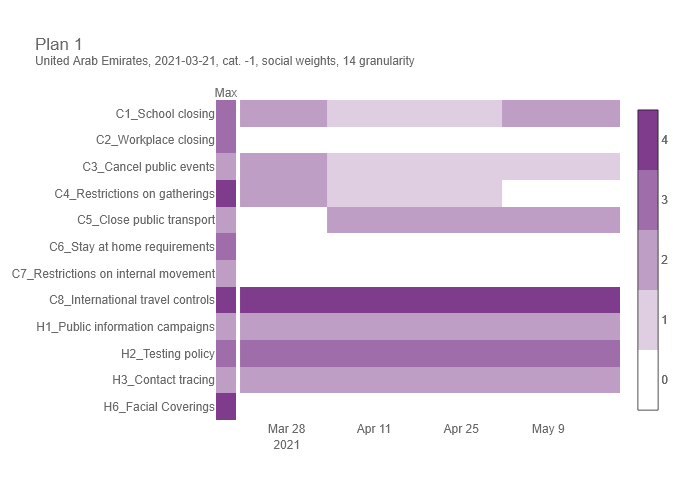 Plan 1
United Arab Emirates, 2021-03-21, cat. -1, social weights, 14 granularity
Max
C1_School closing
C2_Workplace closing
C3_Cancel public events
C4_Restrictions on gatherings
C5_Close public transport
C6_Stay at home requirements
C7_Restrictions on internal movement
C8_International travel controls
H1_Public information campaigns
H2_Testing policy
H3_Contact tracing
H6_Facial Coverings
Mar 28 Apr 11 Apr 25 May 9
2021
4
3
2
1
0